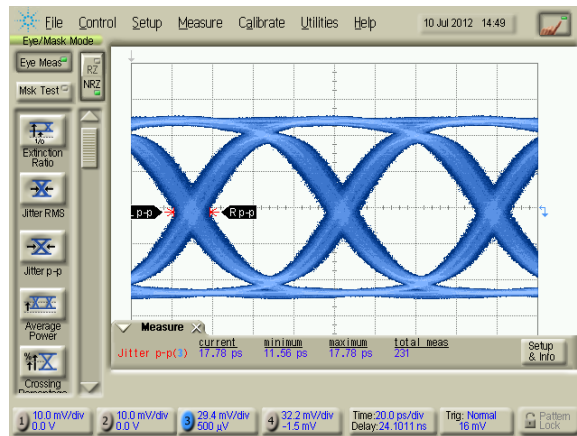 File Control Setup Measure Calibrate Utilities Help 10 Jul 2012 14:49
Eye/Mask Mode
Eye Meas
RZ
Msk Test
NRZ
1/0
Extinction
Ratio
Jitter RMS
L p-p
R p-p
Jitter p-p
Average
Power
Measure
current minimum maximum total meas
Jitter p-p(3) 17.78 ps 11.56 ps 17.78 ps 231
Setup
& Info
Crossing
1 10.0 mV/div
0.0 V
2 10.0 mV/div
0.0 V
3 29.4 mV/div
500 µV
4 32.2 mV/div
-1.5 mV
Time:20.0 ps/div
Delay:24.1011 ns
Trig: Normal
16 mV
Pattern
Lock